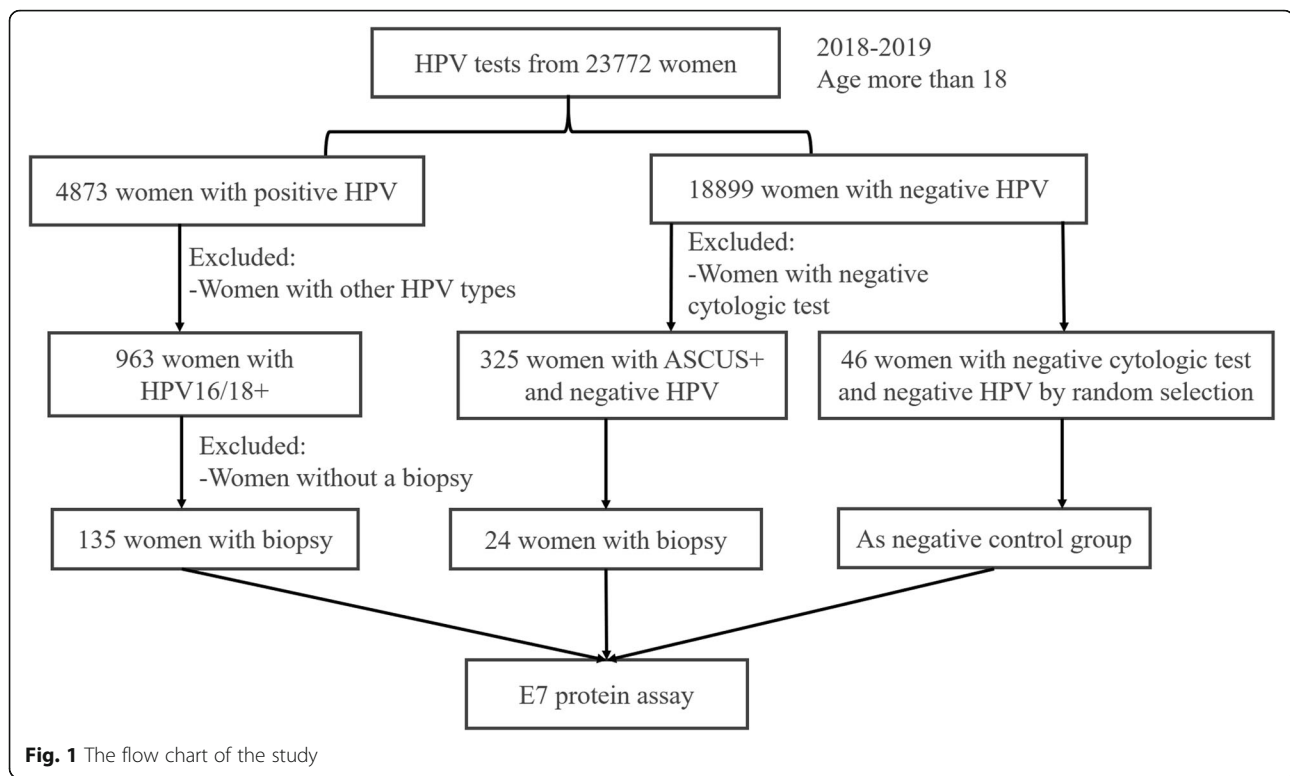 HPV tests from 23772 women
2018-2019
Age more than 18
4873 women with positive HPV
18899 women with negative HPV
Excluded:
-Women with other HPV types
Excluded:
-Women with negative
cytologic test
963 women with
HPV16/18+
325 women with ASCUS+
and negative HPV
46 women with negative cytologic test
and negative HPV by random selection
Excluded:
-Women without a biopsy
135 women with biopsy
24 women with biopsy
As negative control group
E7 protein assay
Fig. 1 The flow chart of the study